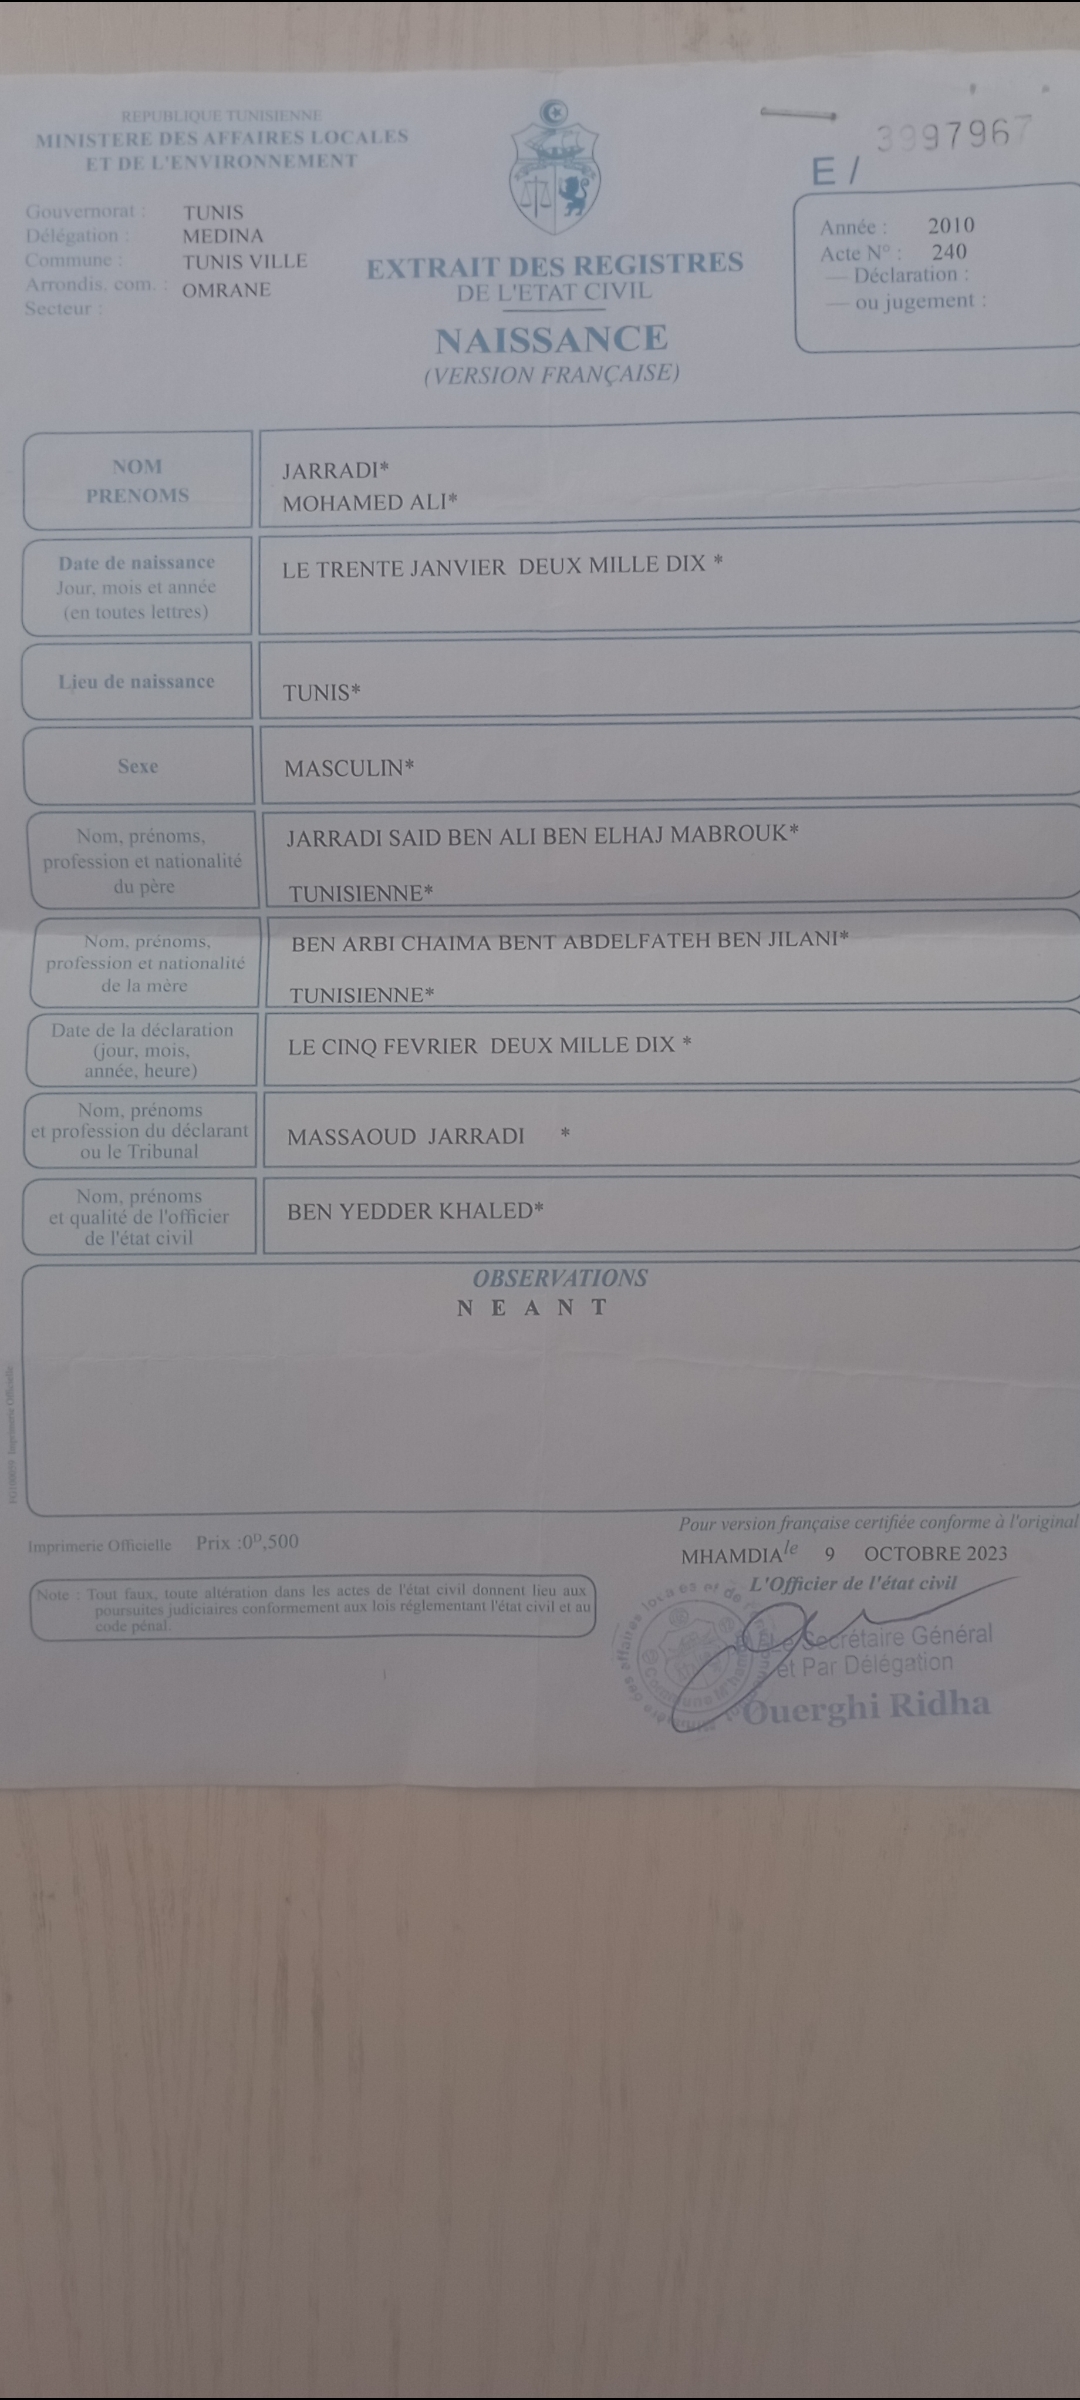 REPUBLIQUE TUNISIENNE
MINISTERE DES AFFAIRES LOCALES
ET DE L'ENVIRONNEMENT
Gouvernorat : TUNIS
Délégation : MEDINA
Commune : TUNIS VILLE
Arrondis. com. : OMRANE
Secteur :
EXTRAIT DES REGISTRES
DE L'ETAT CIVIL
NAISSANCE
(VERSION FRANÇAISE)
3997967
E /
Année : 2010
Acte N° : 240
— Déclaration :
— ou jugement :
NOM
PRENOMS
JARRADI*
MOHAMED ALI*
Date de naissance
Jour, mois et année
(en toutes lettres)
LE TRENTE JANVIER DEUX MILLE DIX *
Lieu de naissance
TUNIS*
Sexe
MASCULIN*
Nom, prénoms,
profession et nationalité
du père
JARRADI SAID BEN ALI BEN ELHAJ MABROUK*
TUNISIENNE*
Nom, prénoms,
profession et nationalité
de la mère
BEN ARBI CHAIMA BENT ABDELFATEH BEN JILANI*
TUNISIENNE*
Date de la déclaration
(jour, mois,
année, heure)
LE CINQ FEVRIER DEUX MILLE DIX *
Nom, prénoms
et profession du déclarant
ou le Tribunal
MASSAOUD JARRADI *
Nom, prénoms
et qualité de l'officier
de l'état civil
BEN YEDDER KHALED*
OBSERVATIONS
N E A N T
Imprimerie Officielle
Imprimerie Officielle Prix :0ᴰ,500
Note : Tout faux, toute altération dans les actes de l'état civil donnent lieu aux
poursuites judiciaires conformement aux lois réglementant l'état civil et au
code pénal.
Pour version française certifiée conforme à l'original
MHAMDIA le 9 OCTOBRE 2023
L'Officier de l'état civil
Le Secrétaire Général
et Par Délégation
Ouerghi Ridha